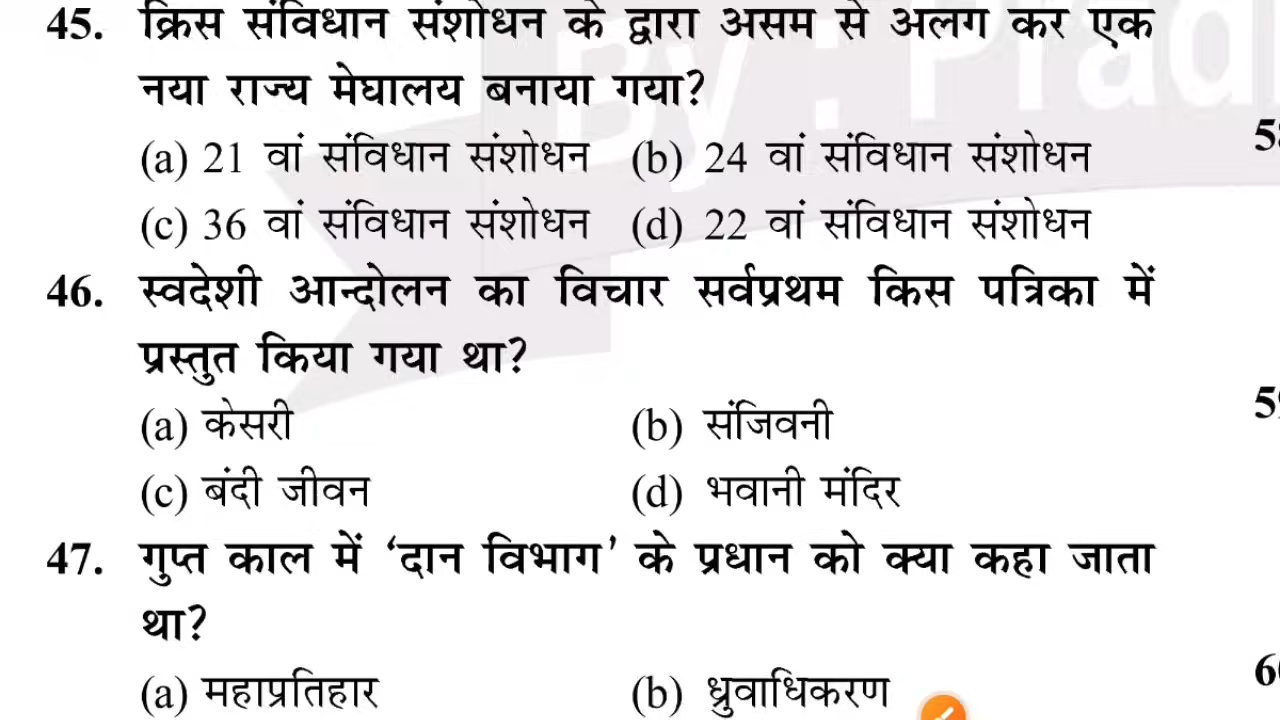 45. क्रिस संविधान संशोधन के द्वारा असम से अलग कर एक
नया राज्य मेघालय बनाया गया?
(a) 21 वां संविधान संशोधन (b) 24 वां संविधान संशोधन
(c) 36 वां संविधान संशोधन (d) 22 वां संविधान संशोधन
46. स्वदेशी आन्दोलन का विचार सर्वप्रथम किस पत्रिका में
प्रस्तुत किया गया था?
(a) केसरी (b) संजिवनी
(c) बंदी जीवन (d) भवानी मंदिर
47. गुप्त काल में ‘दान विभाग’ के प्रधान को क्या कहा जाता
था?
(a) महाप्रतिहार (b) ध्रुवाधिकरण
By : Prad